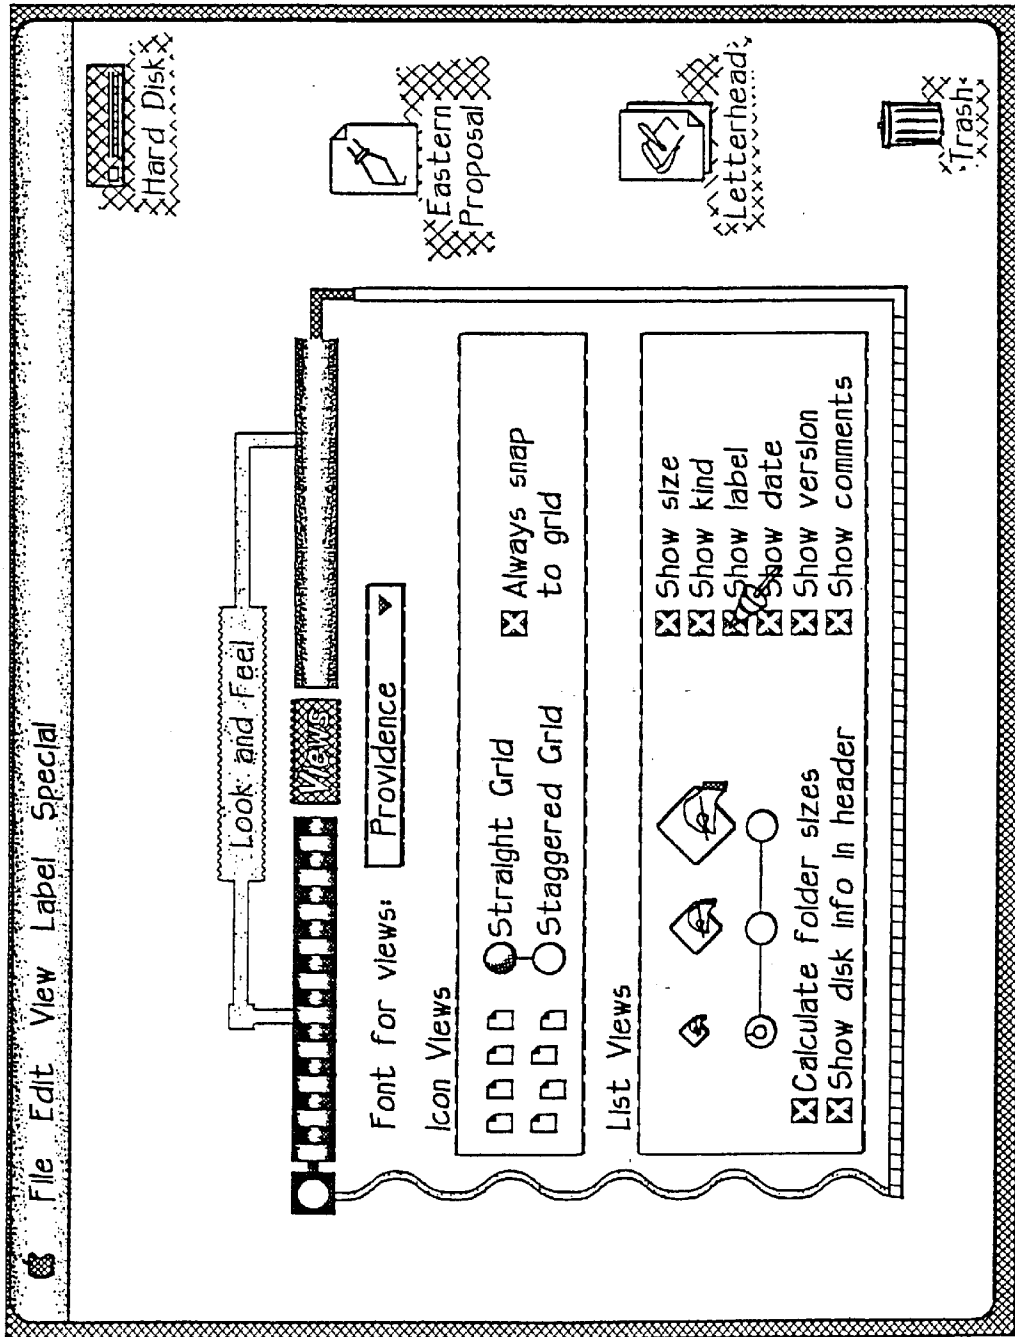 File Edit View Label Special
Hard Disk
Look and Feel
Views
Font for views: Providence
Icon Views
Straight Grid
Staggered Grid
Always snap
to grid
List Views
Calculate folder sizes
Show disk info in header
Show size
Show kind
Show label
Show date
Show version
Show comments
Eastern
Proposal
Letterhead
Trash